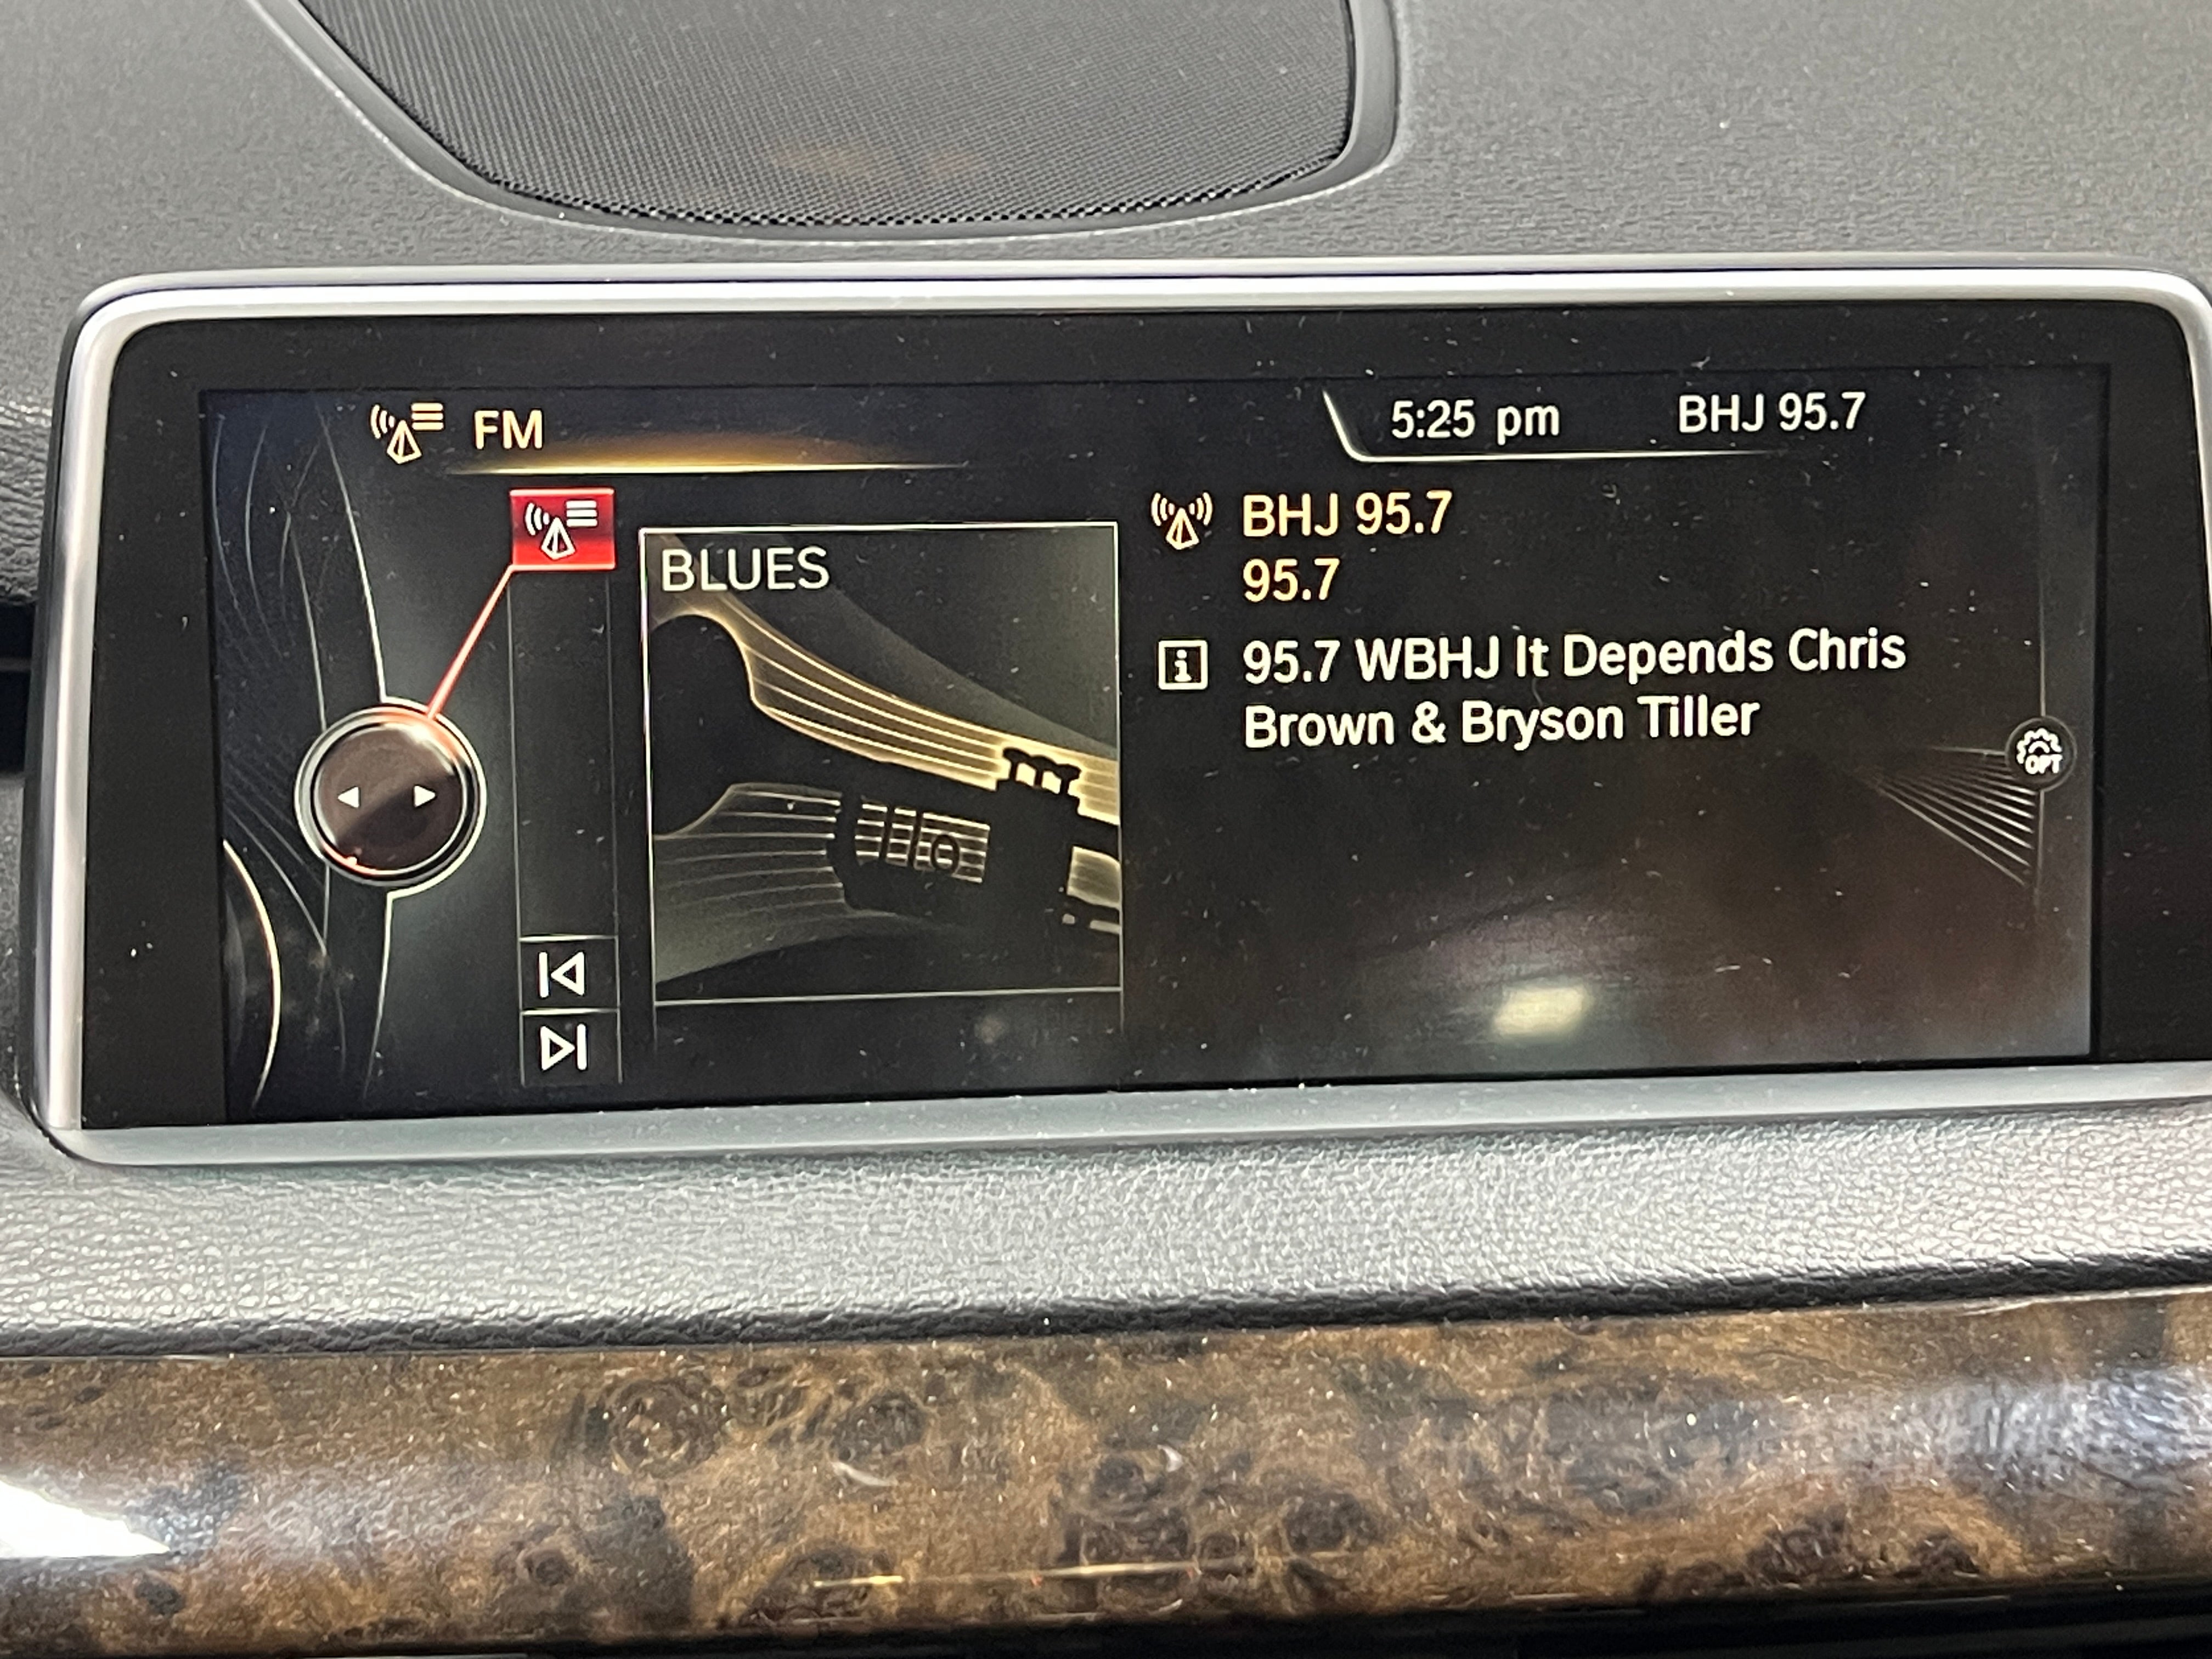 FM
5:25 pm BHJ 95.7
BLUES
BHJ 95.7
95.7
95.7 WBHJ It Depends Chris
Brown & Bryson Tiller
OPT